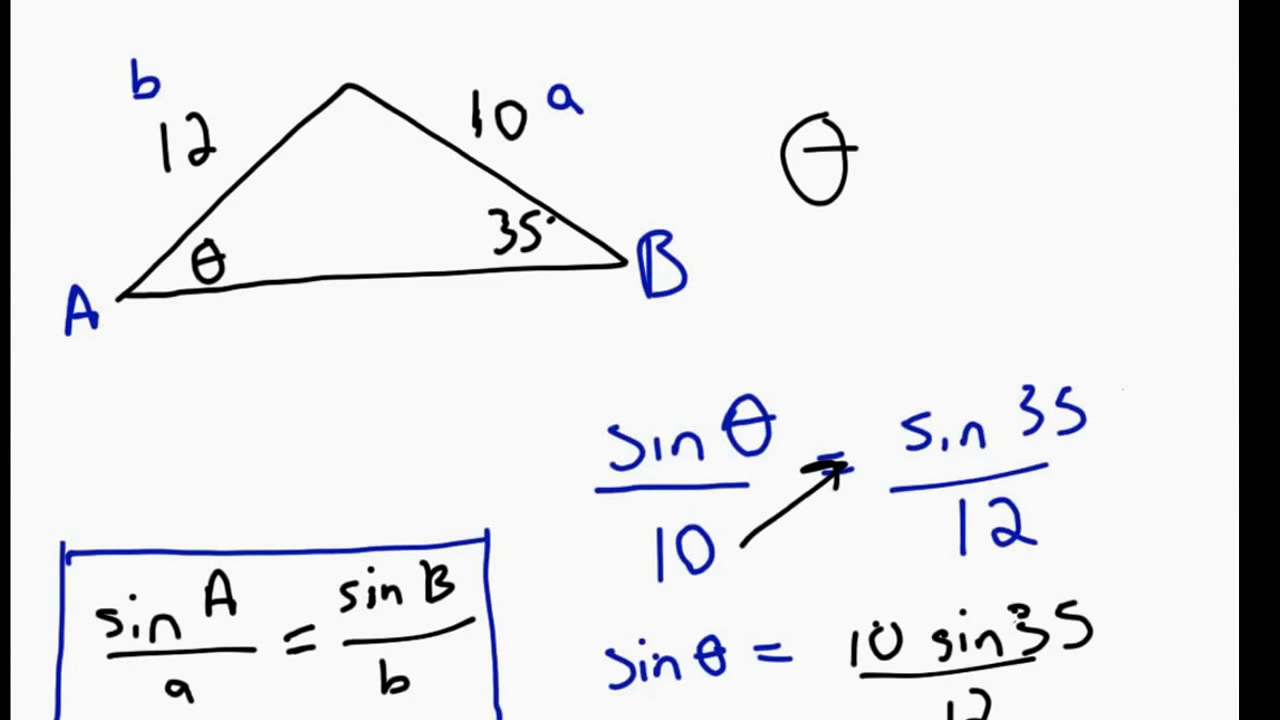 b
12
10 a
θ
θ
35°
A
B
sin θ / 10 = sin 35 / 12
sin A / a = sin B / b
sin θ = 10 sin 35 / 12